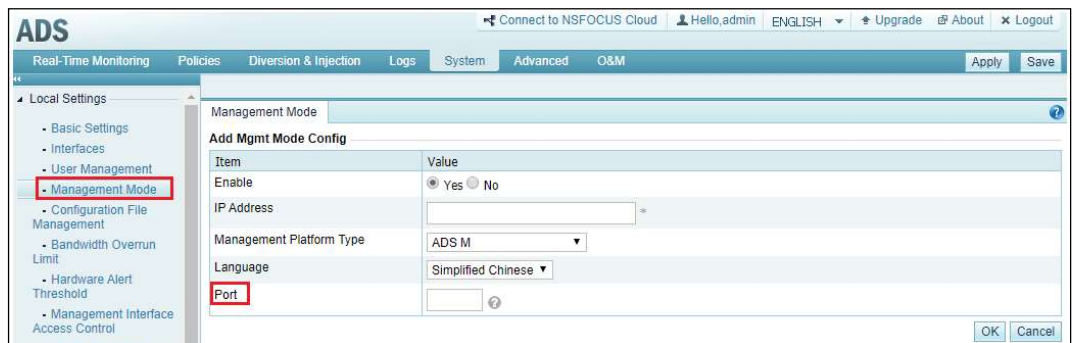 ADS
Connect to NSFOCUS Cloud Hello,admin ENGLISH Upgrade About Logout
Real-Time Monitoring Policies Diversion & Injection Logs System Advanced O&M Apply Save
Local Settings
Basic Settings
Interfaces
User Management
Management Mode
Configuration File
Management
Bandwidth Overrun
Limit
Hardware Alert
Threshold
Management Interface
Access Control
Management Mode
Add Mgmt Mode Config
Item Value
Enable Yes No
IP Address *
Management Platform Type ADS M
Language Simplified Chinese
Port
OK Cancel